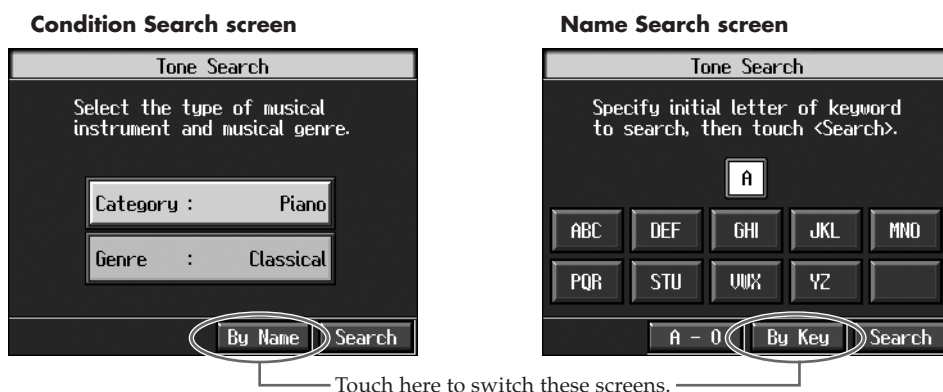 Condition Search screen
Tone Search
Select the type of musical
instrument and musical genre.
Category : Piano
Genre : Classical
By Name Search
Name Search screen
Tone Search
Specify initial letter of keyword
to search, then touch <Search>.
A
ABC DEF GHI JKL MNO
PQR STU VWX YZ
A - 0 By Key Search
Touch here to switch these screens.